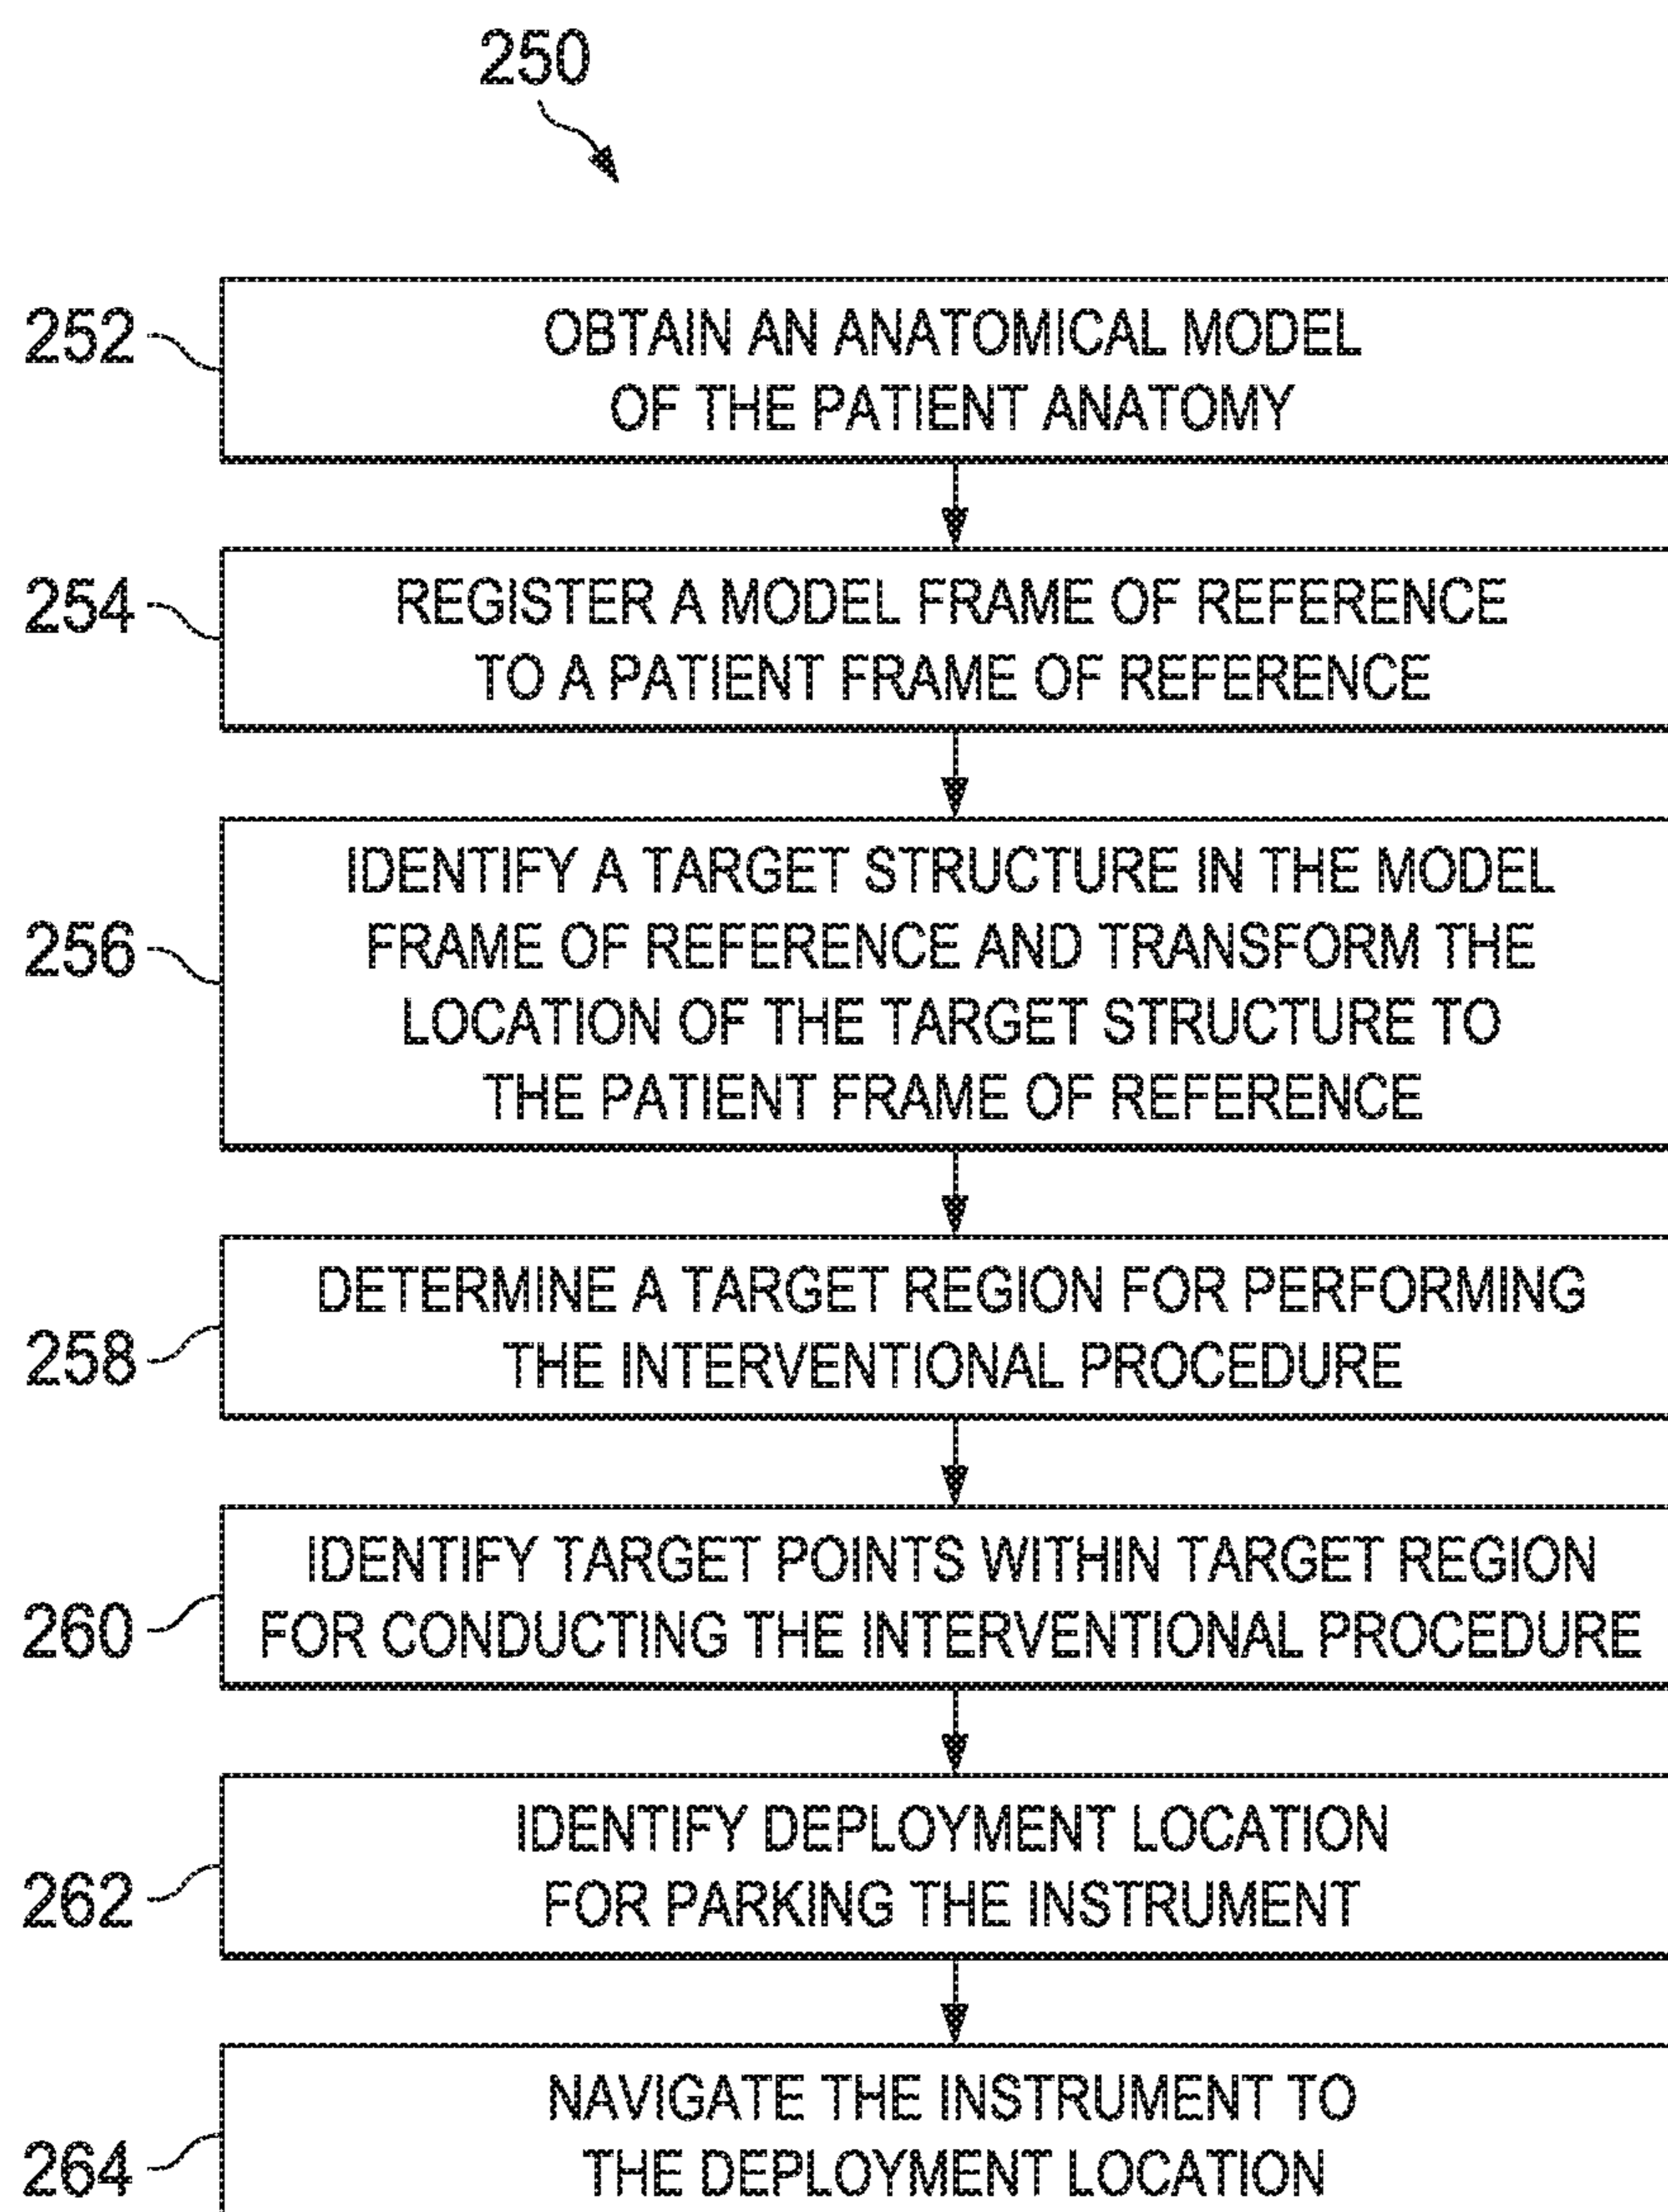 250
252
OBTAIN AN ANATOMICAL MODEL
OF THE PATIENT ANATOMY
254
REGISTER A MODEL FRAME OF REFERENCE
TO A PATIENT FRAME OF REFERENCE
256
IDENTIFY A TARGET STRUCTURE IN THE MODEL
FRAME OF REFERENCE AND TRANSFORM THE
LOCATION OF THE TARGET STRUCTURE TO
THE PATIENT FRAME OF REFERENCE
258
DETERMINE A TARGET REGION FOR PERFORMING
THE INTERVENTIONAL PROCEDURE
260
IDENTIFY TARGET POINTS WITHIN TARGET REGION
FOR CONDUCTING THE INTERVENTIONAL PROCEDURE
262
IDENTIFY DEPLOYMENT LOCATION
FOR PARKING THE INSTRUMENT
264
NAVIGATE THE INSTRUMENT TO
THE DEPLOYMENT LOCATION